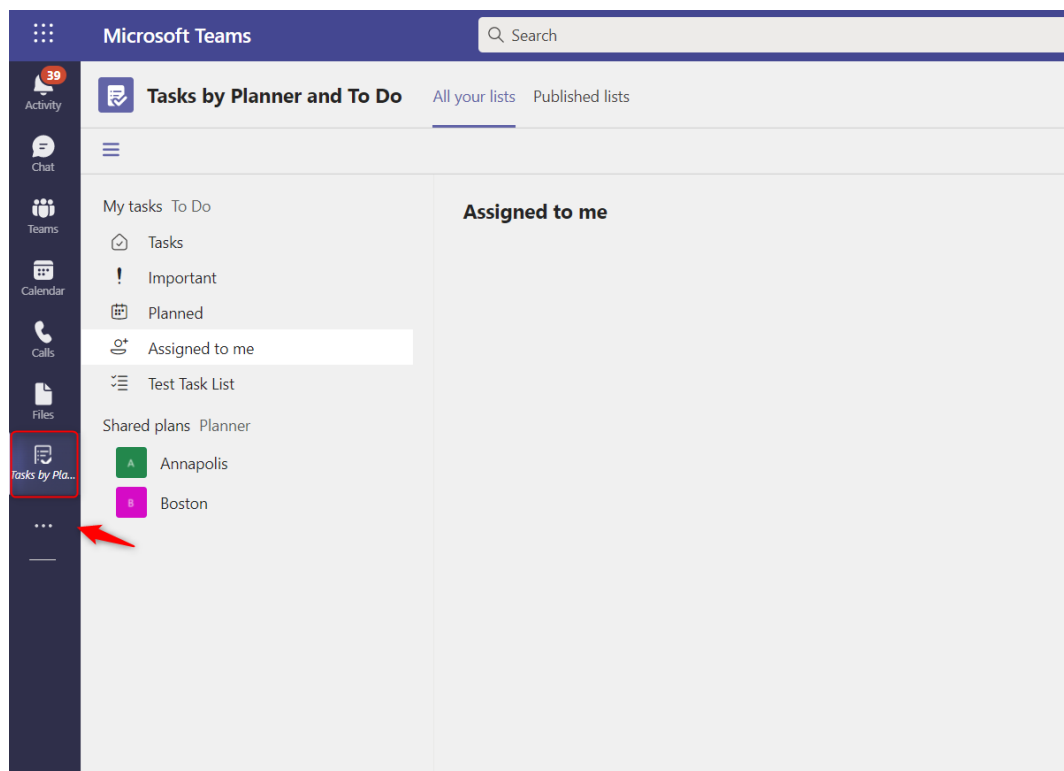 Microsoft Teams
Search
39
Activity
Chat
Teams
Calendar
Calls
Files
Tasks by Pla...
...
Tasks by Planner and To Do
All your lists
Published lists
My tasks To Do
Tasks
Important
Planned
Assigned to me
Test Task List
Shared plans Planner
A Annapolis
B Boston
Assigned to me